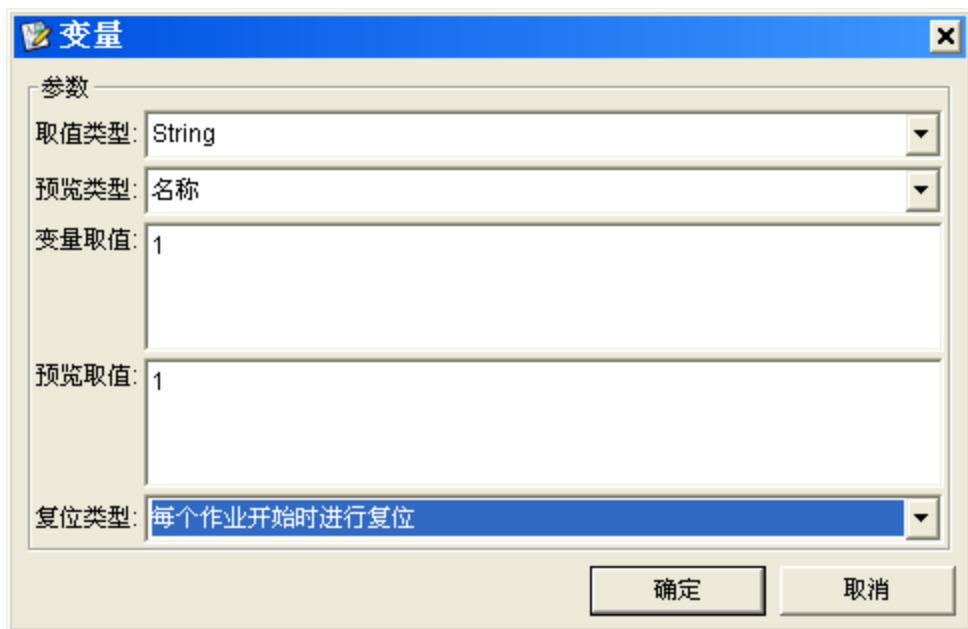 变量
参数
取值类型: String
预览类型: 名称
变量取值: 1
预览取值: 1
复位类型: 每个作业开始时进行复位
确定 取消